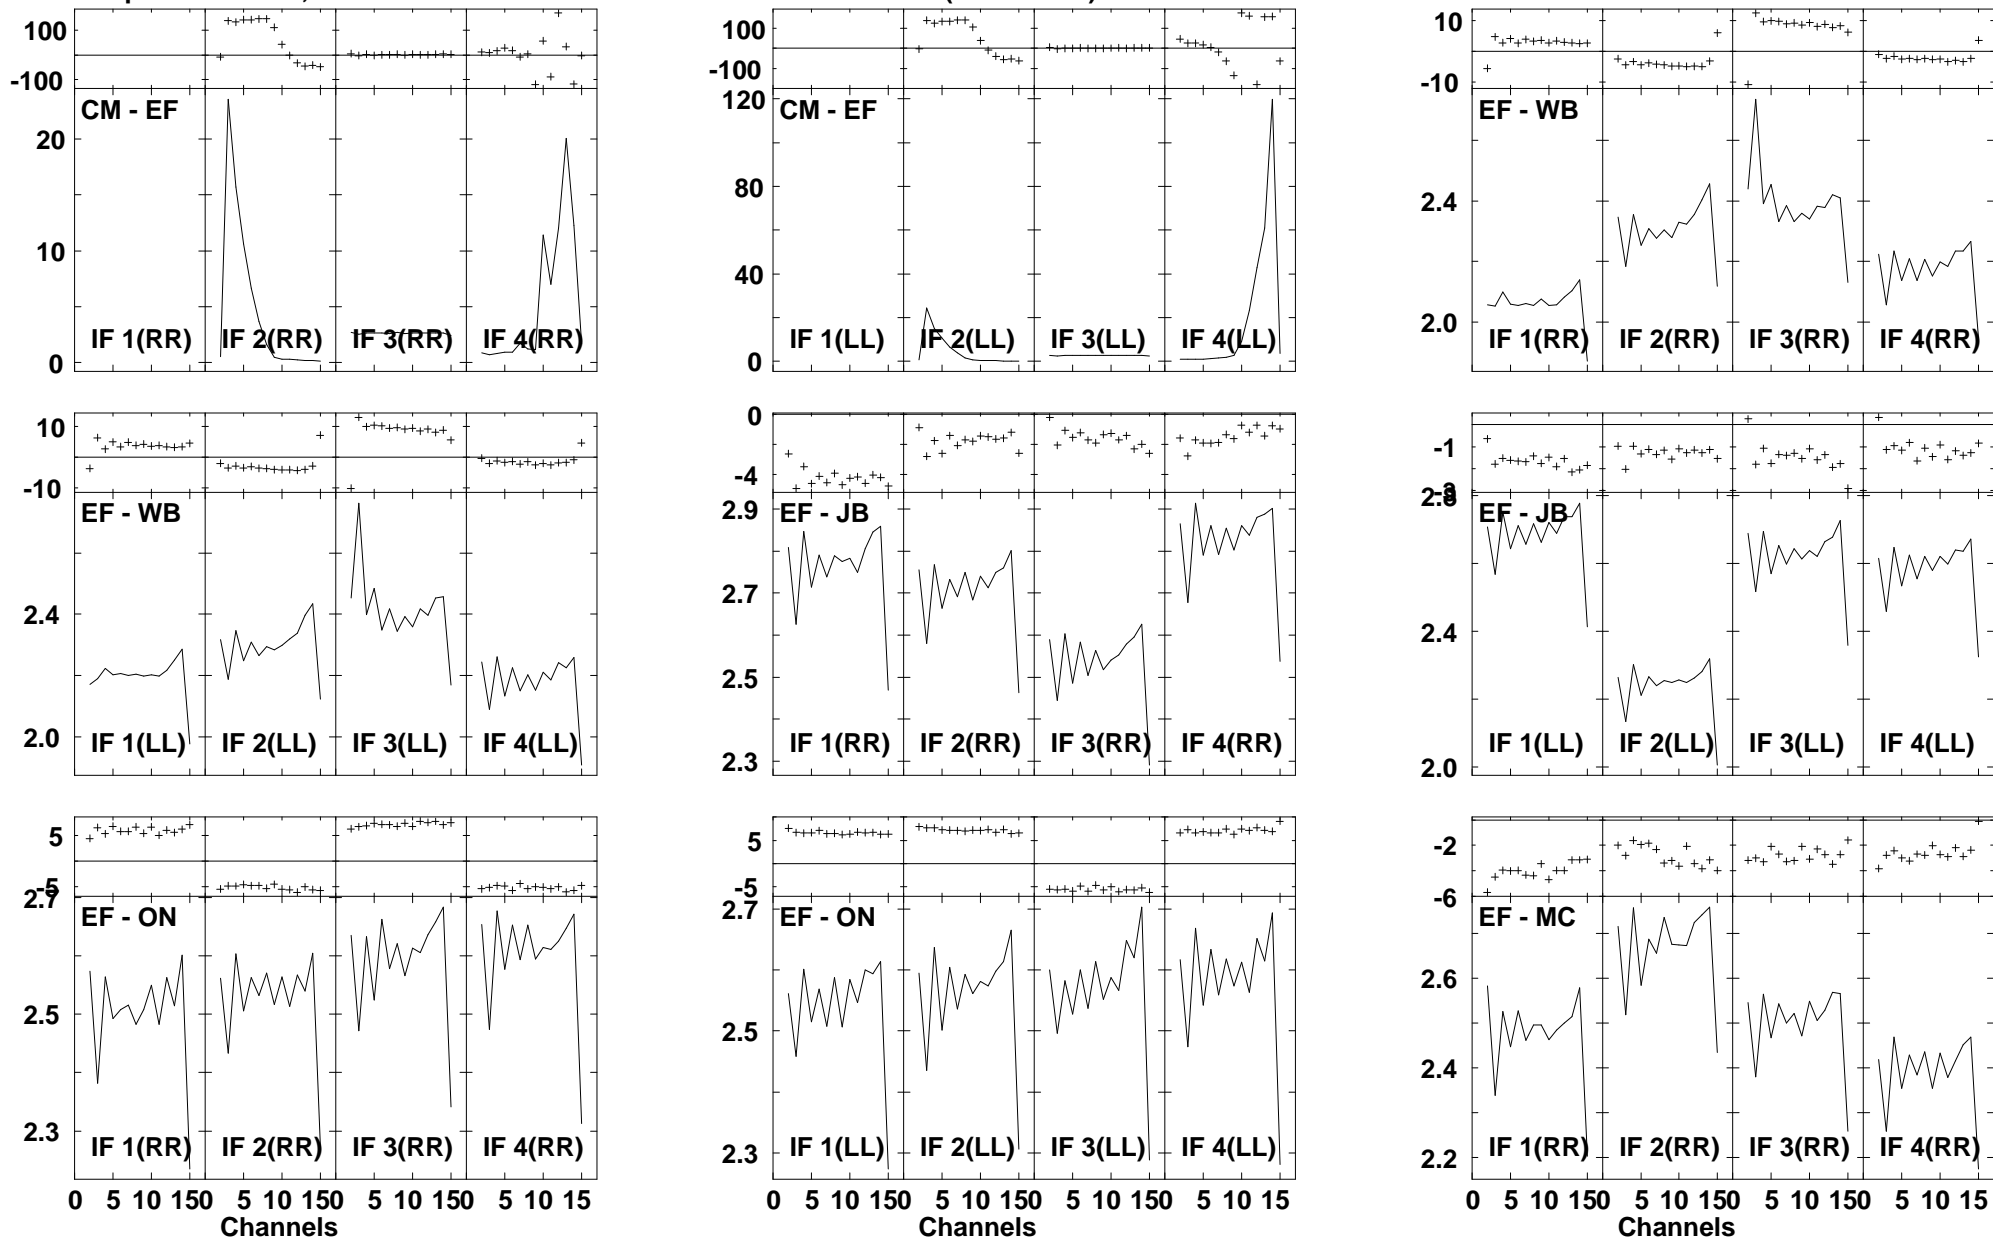 100
-100
CM - EF
20
10
0
IF 1(RR) IF 2(RR) IF 3(RR) IF 4(RR)
100
-100
120
CM - EF
80
40
0
IF 1(LL) IF 2(LL) IF 3(LL) IF 4(LL)
10
-10
EF - WB
2.4
2.0
IF 1(RR) IF 2(RR) IF 3(RR) IF 4(RR)
10
-10
EF - WB
2.4
2.0
IF 1(LL) IF 2(LL) IF 3(LL) IF 4(LL)
0
-4
2.9
EF - JB
2.7
2.5
2.3
IF 1(RR) IF 2(RR) IF 3(RR) IF 4(RR)
-1
-3
2.8
EF - JB
2.4
2.0
IF 1(LL) IF 2(LL) IF 3(LL) IF 4(LL)
5
-5
2.7
EF - ON
2.5
2.3
IF 1(RR) IF 2(RR) IF 3(RR) IF 4(RR)
0 5 10 150 5 10 150 5 10 150 5 10 15
Channels
5
-5
2.7
EF - ON
2.5
2.3
IF 1(LL) IF 2(LL) IF 3(LL) IF 4(LL)
0 5 10 150 5 10 150 5 10 150 5 10 15
Channels
-2
-6
EF - MC
2.6
2.4
2.2
IF 1(RR) IF 2(RR) IF 3(RR) IF 4(RR)
0 5 10 150 5 10 150 5 10 150 5 10 15
Channels